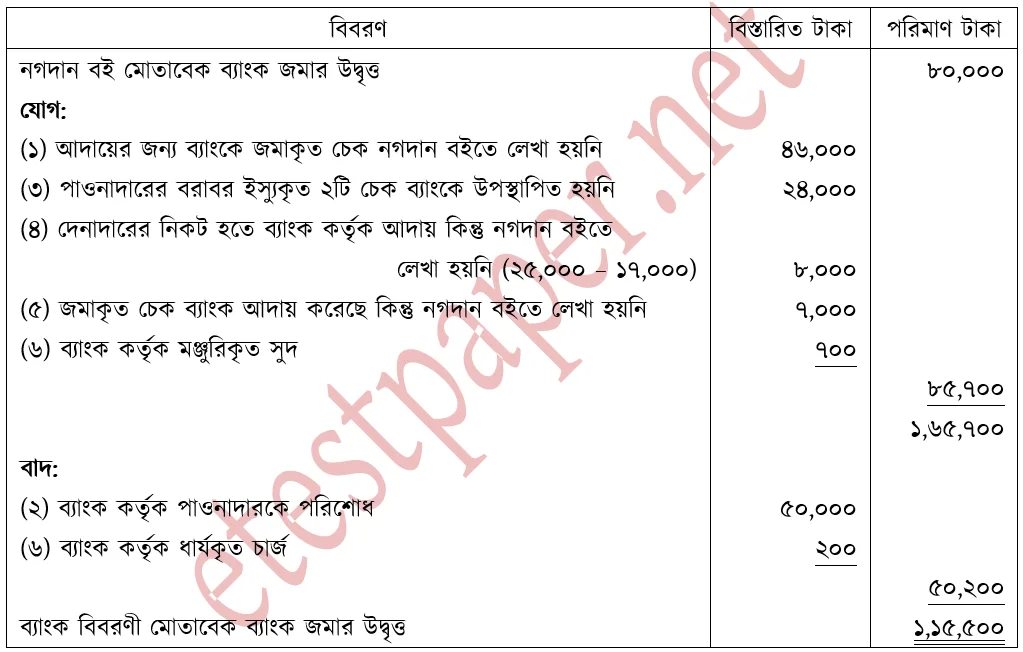 বিবরণ বিস্তারিত টাকা পরিমাণ টাকা
নগদান বই মোতাবেক ব্যাংক জমার উদ্বৃত্ত ৮০,০০০
যোগ:
(১) আদায়ের জন্য ব্যাংকে জমাকৃত চেক নগদান বইতে লেখা হয়নি ৪৬,০০০
(৩) পাওনাদারের বরাবর ইস্যুকৃত ২টি চেক ব্যাংকে উপস্থাপিত হয়নি ২৪,০০০
(৪) দেনাদারের নিকট হতে ব্যাংক কর্তৃক আদায় কিন্তু নগদান বইতে
লেখা হয়নি (২৫,০০০ – ১৭,০০০) ৮,০০০
(৫) জমাকৃত চেক ব্যাংক আদায় করেছে কিন্তু নগদান বইতে লেখা হয়নি ৭,০০০
(৬) ব্যাংক কর্তৃক মঞ্জুরিকৃত সুদ ৭০০
৮৫,৭০০
১,৬৫,৭০০
বাদ:
(২) ব্যাংক কর্তৃক পাওনাদারকে পরিশোধ ৫০,০০০
(৬) ব্যাংক কর্তৃক ধার্যকৃত চার্জ ২০০
৫০,২০০
ব্যাংক বিবরণী মোতাবেক ব্যাংক জমার উদ্বৃত্ত ১,১৫,৫০০
etestpaper.net